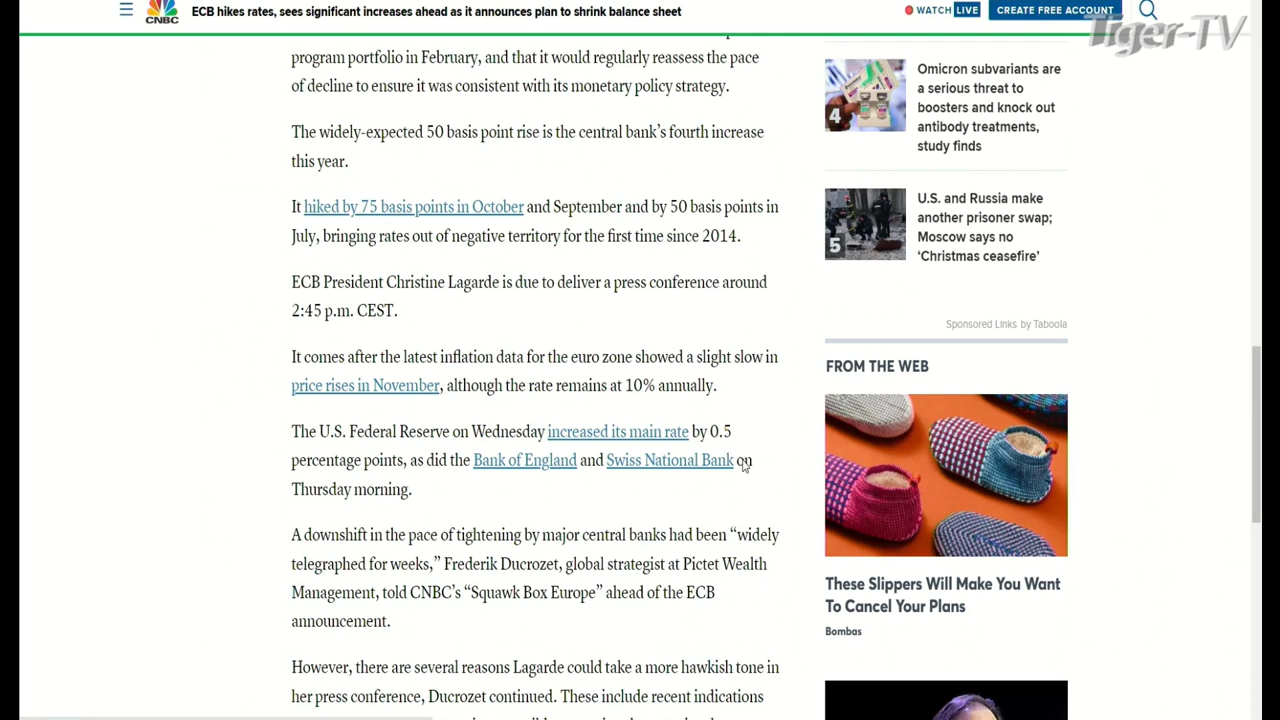 CNBC
ECB hikes rates, sees significant increases ahead as it announces plan to shrink balance sheet
WATCH LIVE
CREATE FREE ACCOUNT
Tiger-TV
program portfolio in February, and that it would regularly reassess the pace
of decline to ensure it was consistent with its monetary policy strategy.
The widely-expected 50 basis point rise is the central bank's fourth increase
this year.
It hiked by 75 basis points in October and September and by 50 basis points in
July, bringing rates out of negative territory for the first time since 2014.
ECB President Christine Lagarde is due to deliver a press conference around
2:45 p.m. CEST.
It comes after the latest inflation data for the euro zone showed a slight slow in
price rises in November, although the rate remains at 10% annually.
The U.S. Federal Reserve on Wednesday increased its main rate by 0.5
percentage points, as did the Bank of England and Swiss National Bank on
Thursday morning.
A downshift in the pace of tightening by major central banks had been “widely
telegraphed for weeks,” Frederik Ducrozet, global strategist at Pictet Wealth
Management, told CNBC's “Squawk Box Europe” ahead of the ECB
announcement.
However, there are several reasons Lagarde could take a more hawkish tone in
her press conference, Ducrozet continued. These include recent indications
4
Omicron subvariants are
a serious threat to
boosters and knock out
antibody treatments,
study finds
5
U.S. and Russia make
another prisoner swap;
Moscow says no
‘Christmas ceasefire’
Sponsored Links by Taboola
FROM THE WEB
These Slippers Will Make You Want
To Cancel Your Plans
Bombas